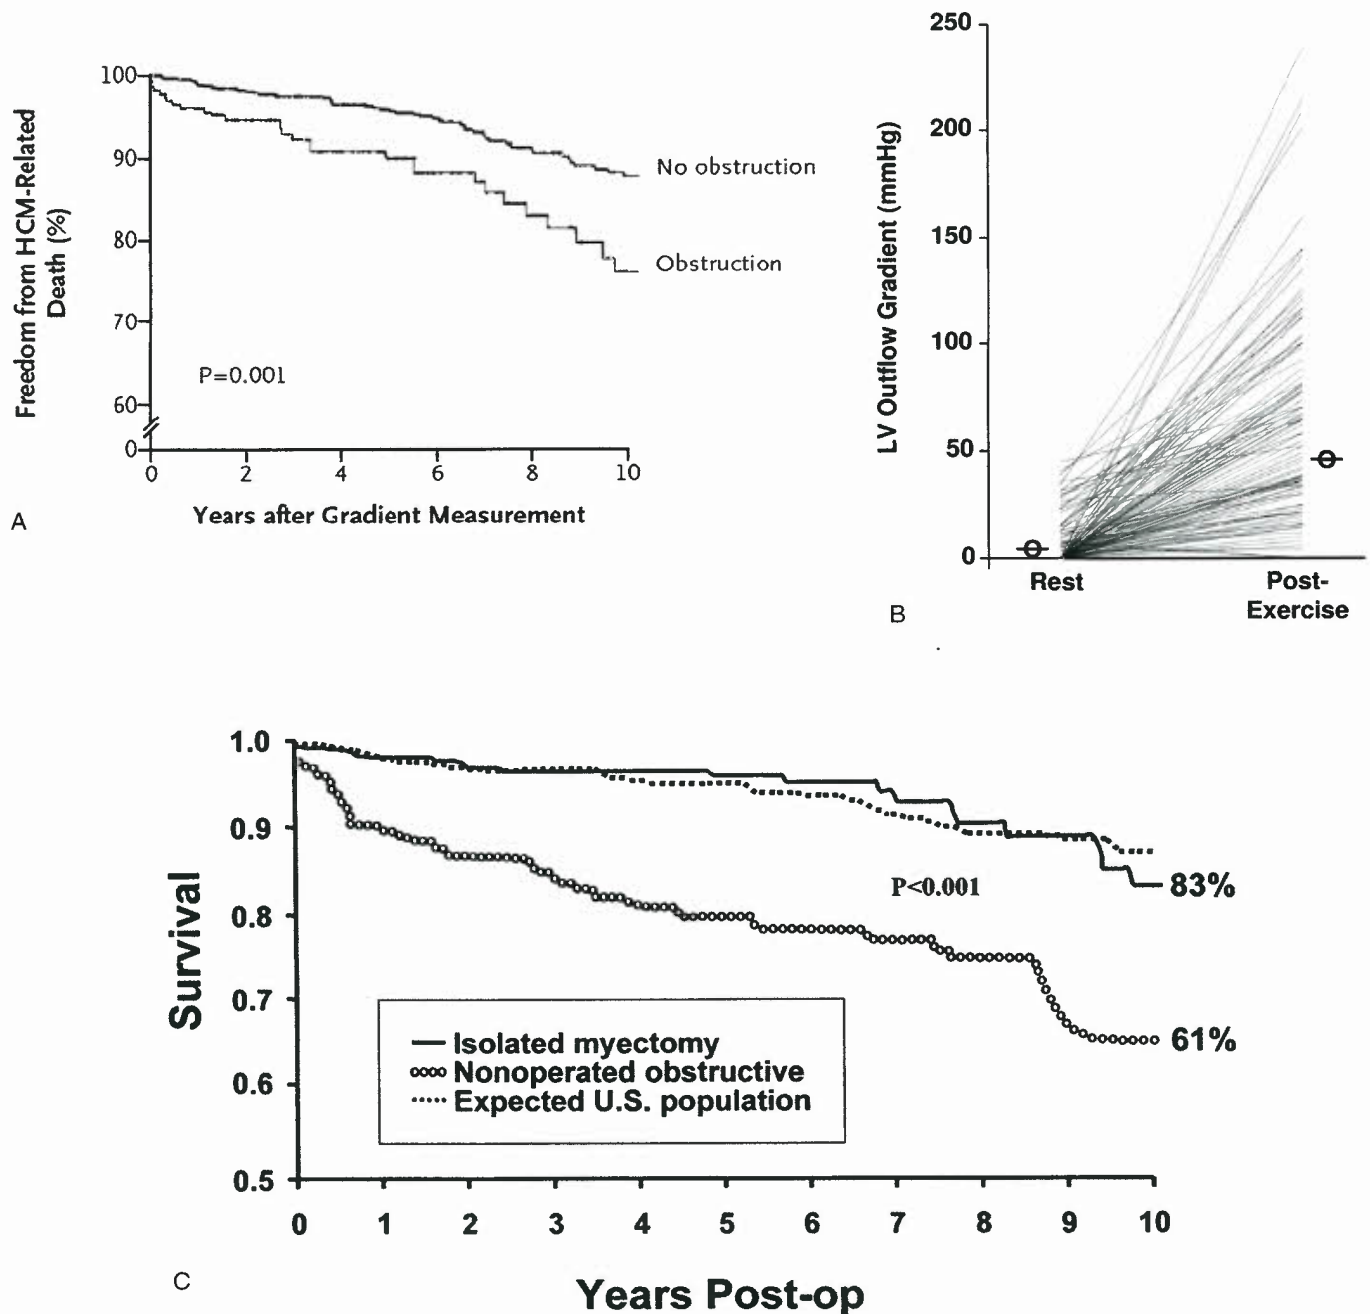 100
90
80
70
60
0
Freedom from HCM-Related
Death (%)
No obstruction
Obstruction
P=0.001
0 2 4 6 8 10
Years after Gradient Measurement
A
250
200
150
100
50
0
LV Outflow Gradient (mmHg)
Rest
Post-
Exercise
B
1.0
0.9
0.8
0.7
0.6
0.5
Survival
P<0.001
83%
61%
Isolated myectomy
Nonoperated obstructive
Expected U.S. population
0 1 2 3 4 5 6 7 8 9 10
Years Post-op
C